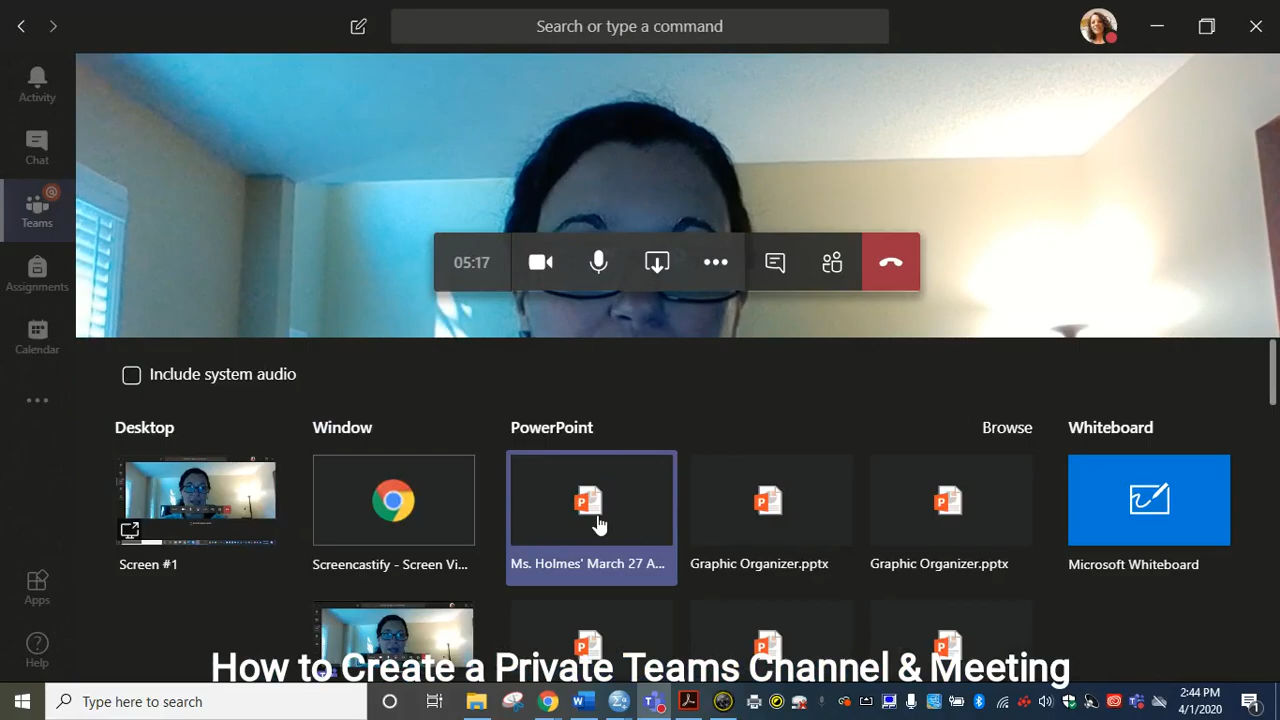 Search or type a command
Activity
Chat
Teams
Assignments
Calendar
Apps
Help
05:17
Include system audio
Desktop
Window
PowerPoint
Browse
Whiteboard
Screen #1
Screencastify - Screen Vi...
Ms. Holmes' March 27 A...
Graphic Organizer.pptx
Graphic Organizer.pptx
Microsoft Whiteboard
How to Create a Private Teams Channel & Meeting
Type here to search
2:44 PM
4/1/2020